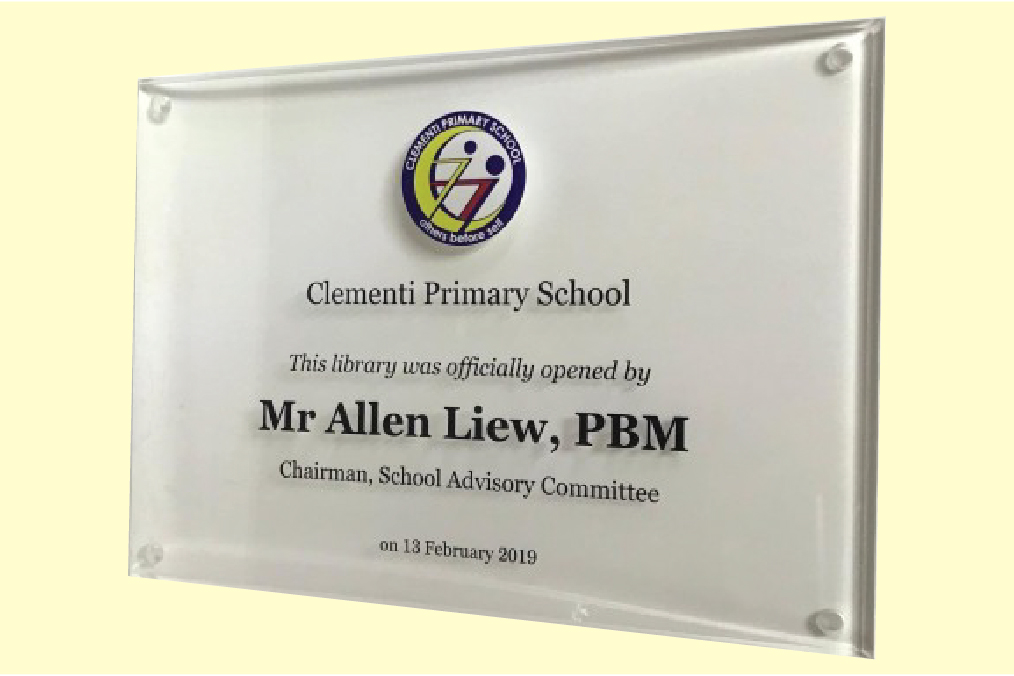 CLEMENTI PRIMARY SCHOOL
others before self
Clementi Primary School
This library was officially opened by
Mr Allen Liew, PBM
Chairman, School Advisory Committee
on 13 February 2019